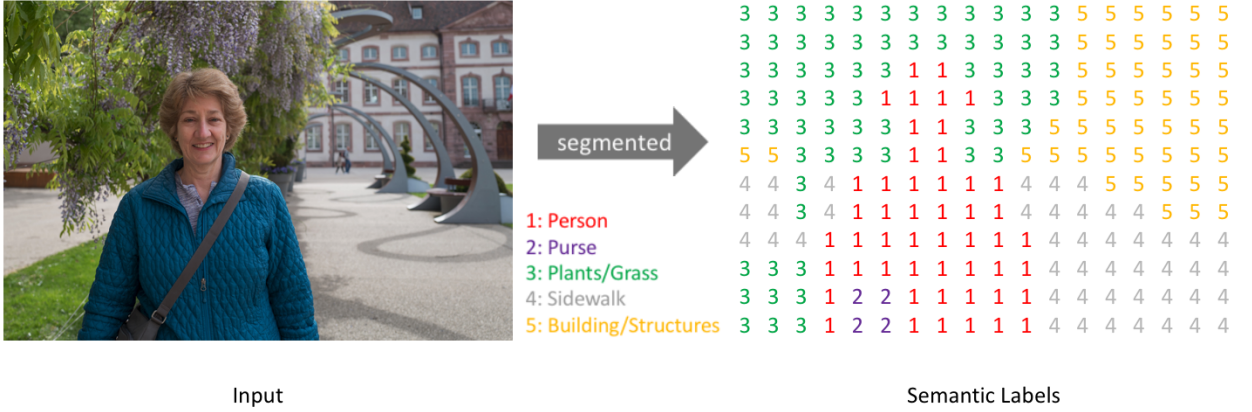 segmented
1: Person
2: Purse
3: Plants/Grass
4: Sidewalk
5: Building/Structures
3 3 3 3 3 3 3 3 3 3 3 3 5 5 5 5 5 5
3 3 3 3 3 3 3 3 3 3 3 3 5 5 5 5 5 5
3 3 3 3 3 3 1 1 3 3 3 3 5 5 5 5 5 5
3 3 3 3 3 1 1 1 1 3 3 3 5 5 5 5 5 5
3 3 3 3 3 3 1 1 3 3 3 5 5 5 5 5 5 5
5 5 3 3 3 3 1 1 3 3 5 5 5 5 5 5 5 5
4 4 3 4 1 1 1 1 1 1 4 4 4 5 5 5 5 5
4 4 3 4 1 1 1 1 1 1 4 4 4 4 4 5 5 5
4 4 4 1 1 1 1 1 1 1 1 4 4 4 4 4 4 4
3 3 3 1 1 1 1 1 1 1 1 4 4 4 4 4 4 4
3 3 3 1 2 2 1 1 1 1 1 4 4 4 4 4 4 4
3 3 3 1 2 2 1 1 1 1 1 4 4 4 4 4 4 4
Input
Semantic Labels